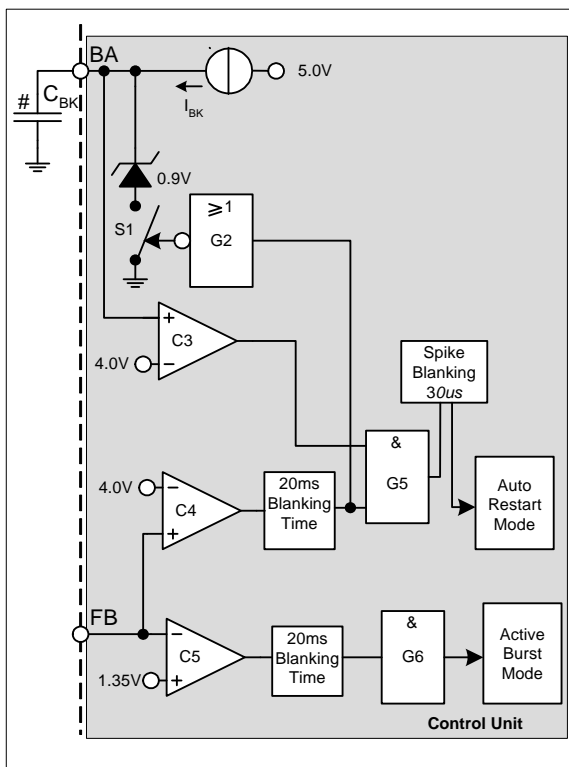 BA
5.0V
# C_BK
I_BK
0.9V
S1
≥1
G2
C3
4.0V
Spike
Blanking
30us
&
G5
4.0V
C4
20ms
Blanking
Time
Auto
Restart
Mode
FB
C5
1.35V
20ms
Blanking
Time
&
G6
Active
Burst
Mode
Control Unit
+
−
−
+
−
+